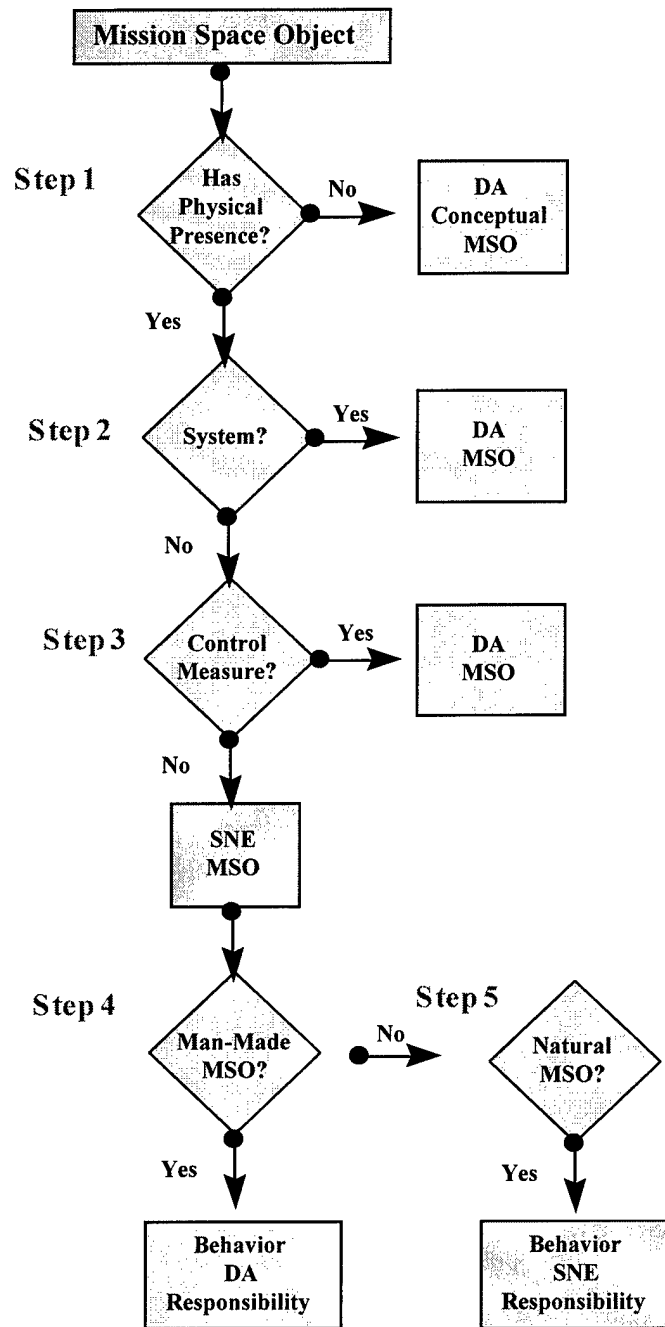 Mission Space Object
Step 1
Has
Physical
Presence?
No
DA
Conceptual
MSO
Yes
Step 2
System?
Yes
DA
MSO
No
Step 3
Control
Measure?
Yes
DA
MSO
No
SNE
MSO
Step 4
Man-Made
MSO?
No
Step 5
Natural
MSO?
Yes
Yes
Behavior
DA
Responsibility
Behavior
SNE
Responsibility